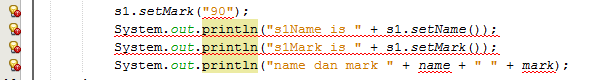 s1.setMark("90");
System.out.println("s1Name is " + s1.setName());
System.out.println("s1Mark is " + s1.setMark());
System.out.println("name dan mark " + name + " " + mark);